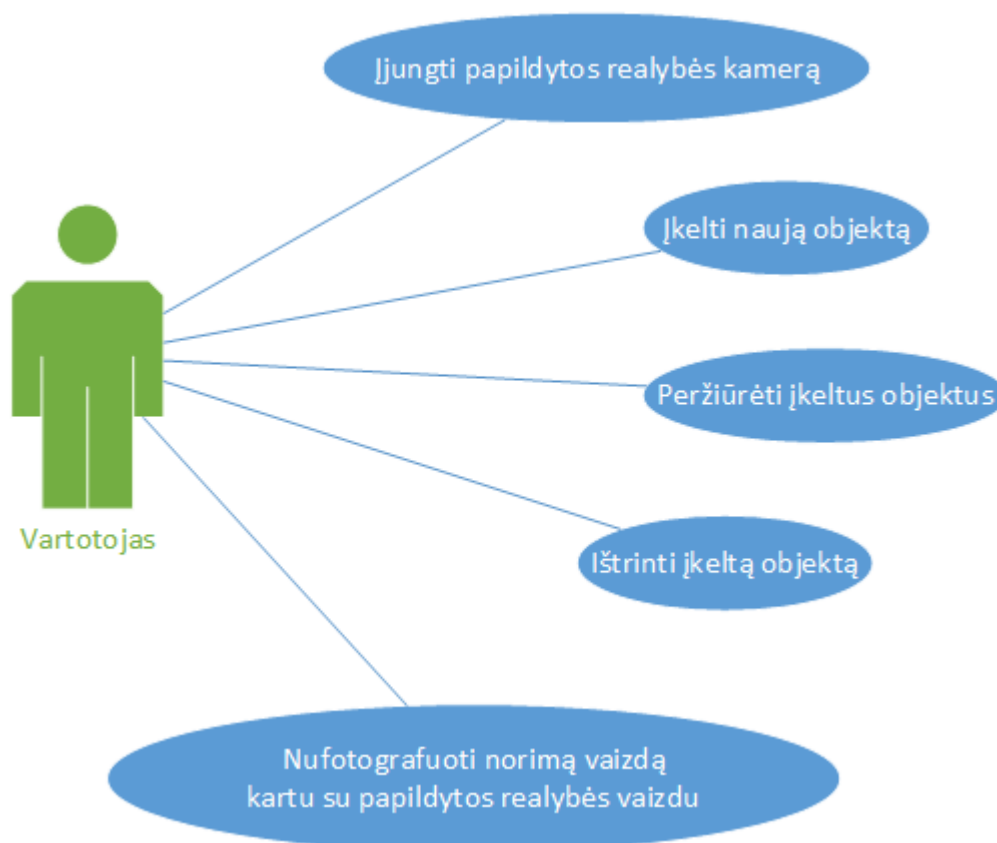 Įjungti papildytos realybės kamerą
Įkelti naują objektą
Peržiūrėti įkeltus objektus
Vartotojas
Ištrinti įkeltą objektą
Nufotografuoti norimą vaizdą
kartu su papildytos realybės vaizdu